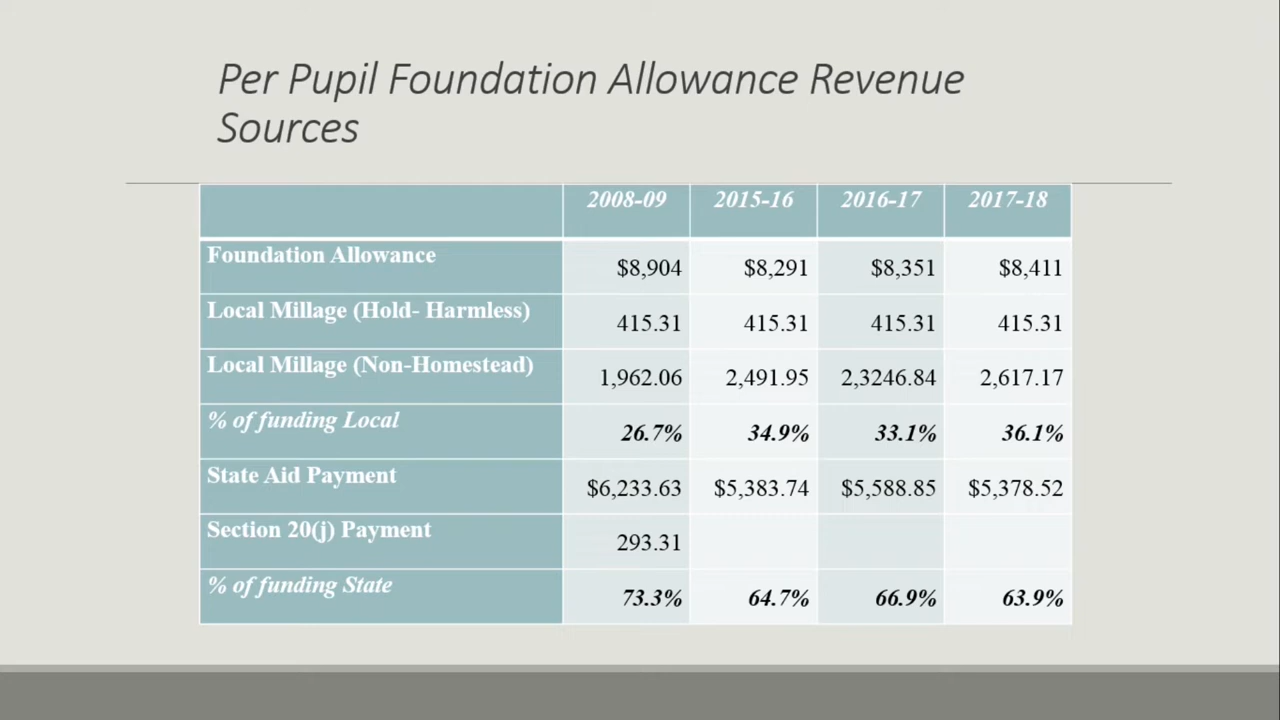 Per Pupil Foundation Allowance Revenue
Sources
2008-09 2015-16 2016-17 2017-18
Foundation Allowance $8,904 $8,291 $8,351 $8,411
Local Millage (Hold- Harmless) 415.31 415.31 415.31 415.31
Local Millage (Non-Homestead) 1,962.06 2,491.95 2,3246.84 2,617.17
% of funding Local 26.7% 34.9% 33.1% 36.1%
State Aid Payment $6,233.63 $5,383.74 $5,588.85 $5,378.52
Section 20(j) Payment 293.31
% of funding State 73.3% 64.7% 66.9% 63.9%